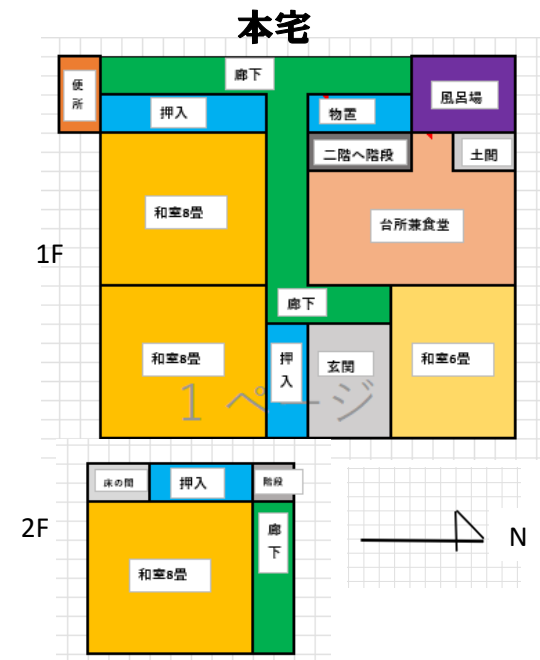 本宅
便所
廊下
押入
物置
風呂場
二階へ階段
土間
和室8畳
台所兼食堂
1F
廊下
和室8畳
押入
玄関
和室6畳
1 ページ
2F
床の間
押入
階段
廊下
和室8畳
N